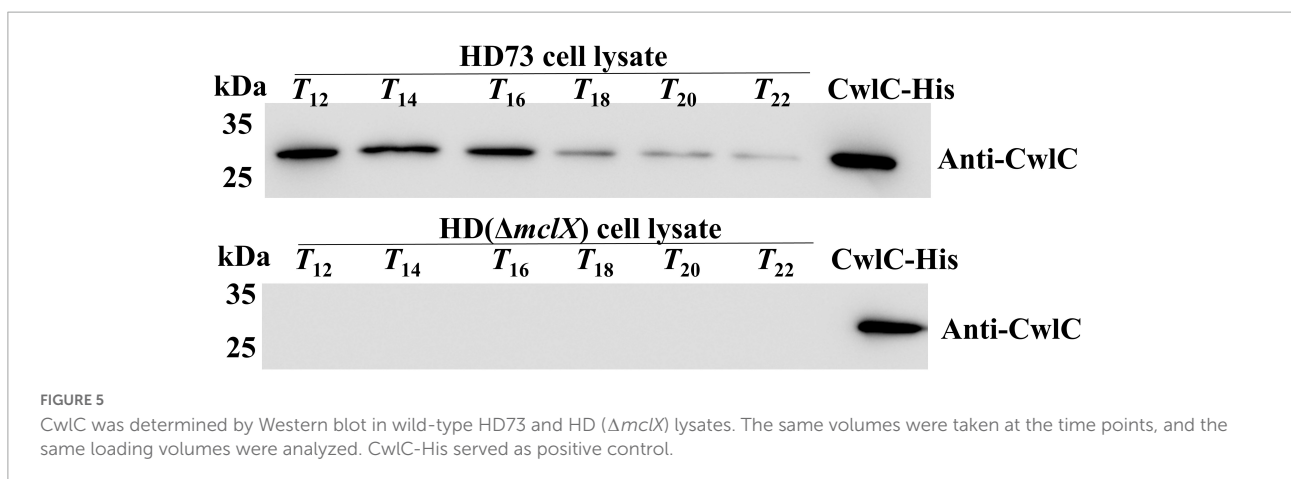 HD73 cell lysate
kDa T12 T14 T16 T18 T20 T22 CwlC-His
35
25
Anti-CwlC
HD(ΔmclX) cell lysate
kDa T12 T14 T16 T18 T20 T22 CwlC-His
35
25
Anti-CwlC
FIGURE 5
CwlC was determined by Western blot in wild-type HD73 and HD (ΔmclX) lysates. The same volumes were taken at the time points, and the
same loading volumes were analyzed. CwlC-His served as positive control.